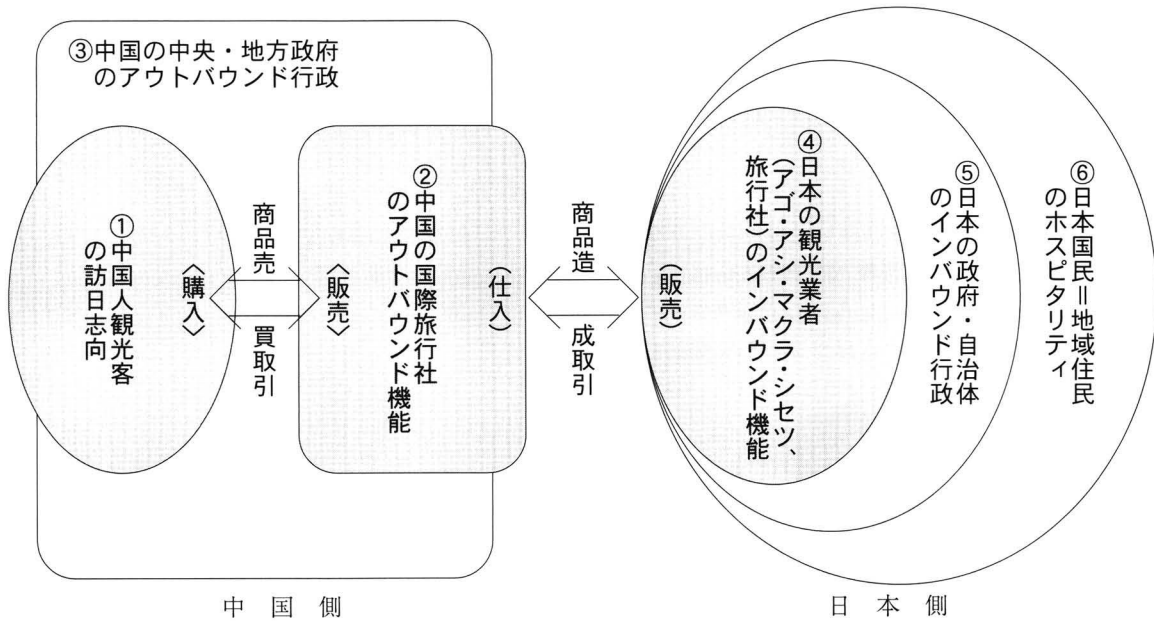 ③中国の中央・地方政府
のアウトバウンド行政
①中国人観光客
の訪日志向
〈購入〉
商品売
買取引
〈販売〉
②中国の国際旅行社
のアウトバウンド機能
(仕入)
商品造
成取引
(販売)
④日本の観光業者
(アゴ・アシ・マクラ・シセツ、
旅行社)のインバウンド機能
⑤日本の政府・自治体
のインバウンド行政
⑥日本国民＝地域住民
のホスピタリティ
中国側
日本側